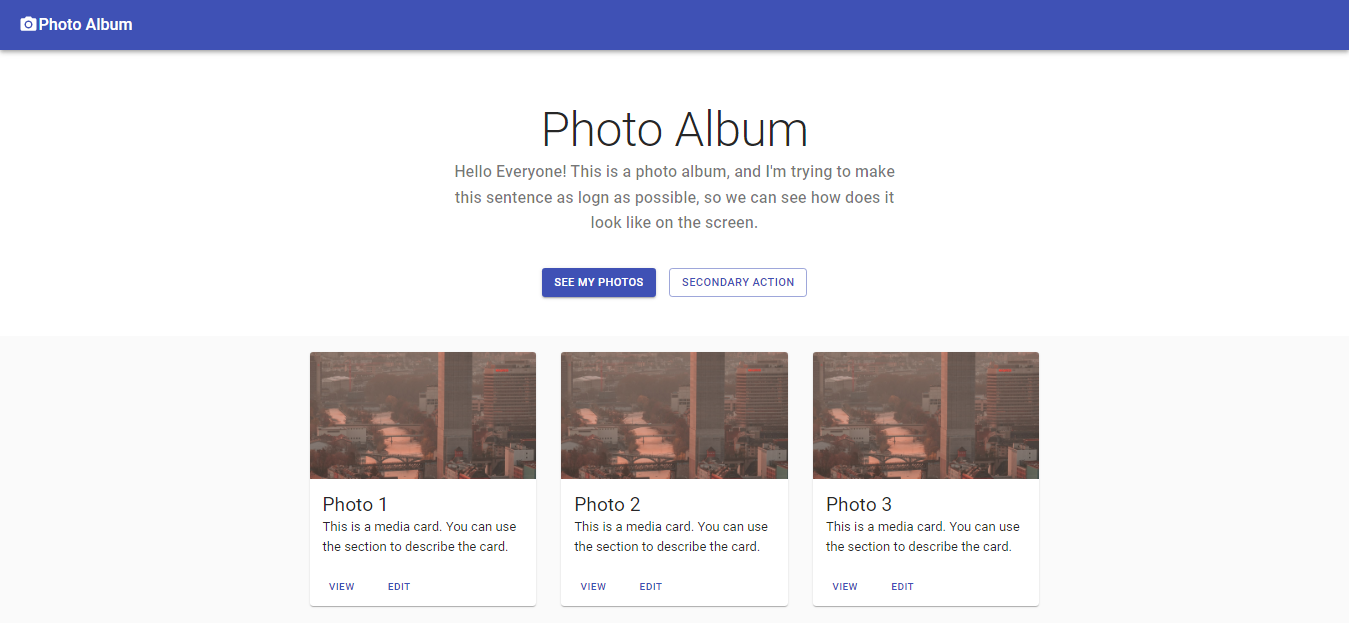 Photo Album
Photo Album
Hello Everyone! This is a photo album, and I'm trying to make
this sentence as logn as possible, so we can see how does it
look like on the screen.
SEE MY PHOTOS
SECONDARY ACTION
Photo 1
This is a media card. You can use
the section to describe the card.
VIEW
EDIT
Photo 2
This is a media card. You can use
the section to describe the card.
VIEW
EDIT
Photo 3
This is a media card. You can use
the section to describe the card.
VIEW
EDIT